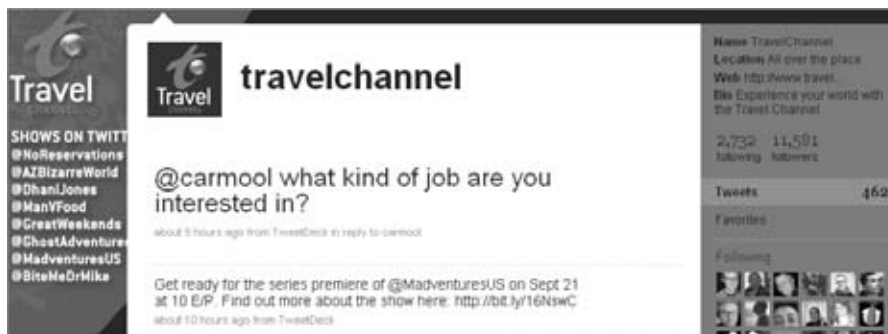 Travel
CHANNEL
SHOWS ON TWITT
@NoReservations
@AZBizarreWorld
@DhaniJones
@ManVFood
@GreatWeekends
@GhostAdventures
@MadventuresUS
@BiteMeDrMike
Travel
CHANNEL
travelchannel
@carmool what kind of job are you
interested in?
about 5 hours ago from TweetDeck in reply to carmool
Get ready for the series premiere of @MadventuresUS on Sept 21
at 10 E/P. Find out more about the show here: http://bit.ly/16NswC
about 10 hours ago from TweetDeck
Name TravelChannel
Location All over the place
Web http://www.travel...
Bio Experience your world with
the Travel Channel
2,732 11,581
following followers
Tweets 462
Favorites
Following